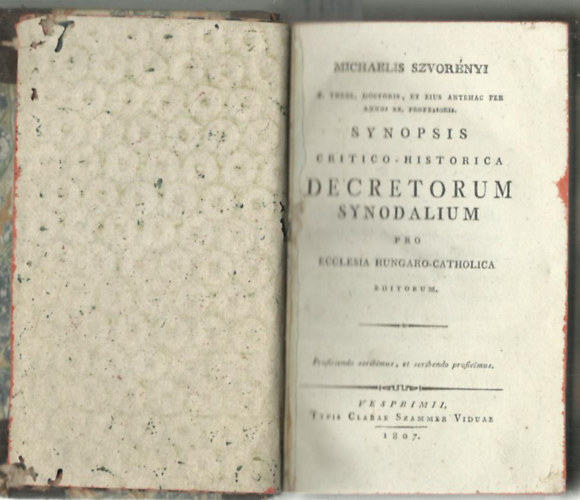 MICHAELIS SZVORÉNYI
S. THEOL. DOCTORIS, ET EIUS ANTEHAC PER
ANNOS XX. PROFESSORIS.
SYNOPSIS
CRITICO-HISTORICA
DECRETORUM
SYNODALIUM
PRO
ECCLESIA HUNGARO-CATHOLICA
EDITORUM.
Proficiendo scribimus, et scribendo proficimus.
VESPRIMII,
TYPIS CLARAE SZAMMER VIDUAE
1807.